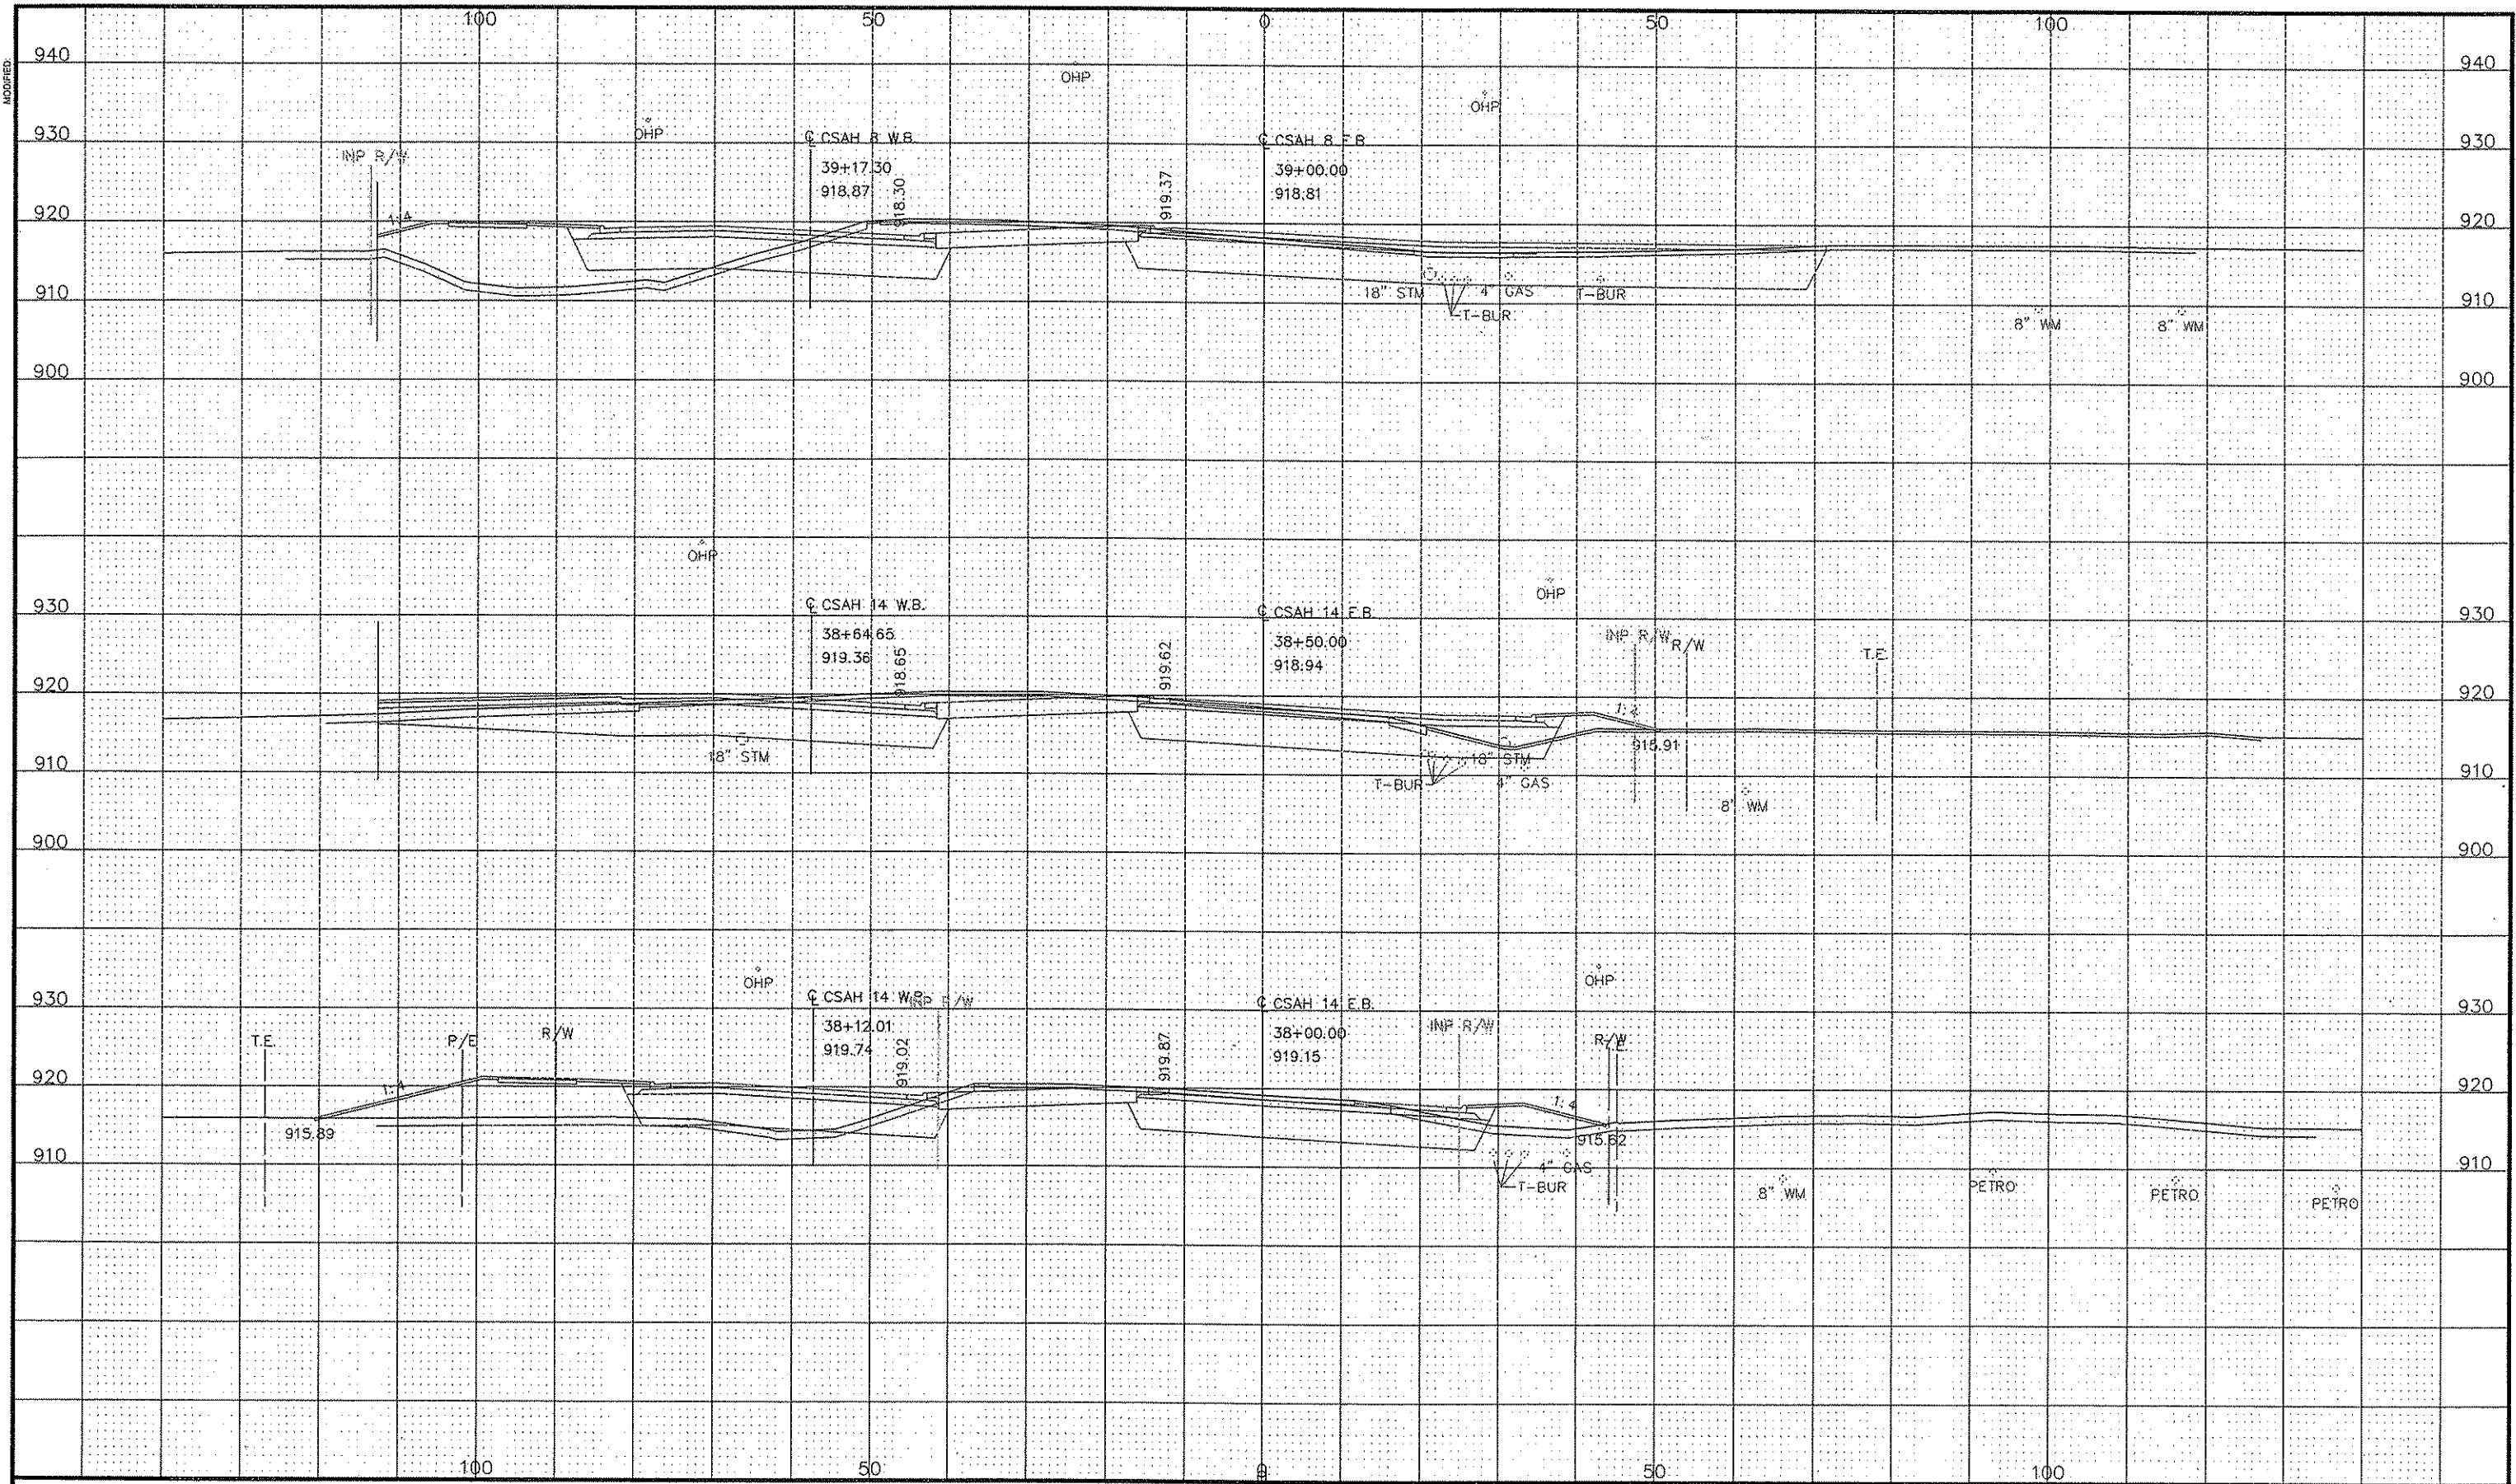 100 50 0 50 100
MODIFIED:
940 940
OHP
OHP
OHP
930 930
℄ CSAH 8 W.B.
39+17.30
918.87
918.30
919.37
℄ CSAH 8 E.B.
39+00.00
918.81
INP R/W
1:4
920 920
910 910
18" STM
4" GAS
T-BUR
T-BUR
8" WM
8" WM
900 900
OHP
OHP
930 930
℄ CSAH 14 W.B.
38+64.65
919.36
918.65
919.62
℄ CSAH 14 E.B.
38+50.00
918.94
INP R/W
R/W
T.E.
920 920
1:4
915.91
18" STM
18" STM
910 910
T-BUR
4" GAS
8" WM
900 900
OHP
OHP
930 930
℄ CSAH 14 W.B.
INP R/W
38+12.01
919.74
919.02
919.87
℄ CSAH 14 E.B.
38+00.00
919.15
T.E.
P/E
R/W
INP R/W
R/W
T.E.
920 920
1:4
1:4
915.89
915.62
910 910
4" GAS
T-BUR
8" WM
PETRO
PETRO
PETRO
100 50 0 50 100